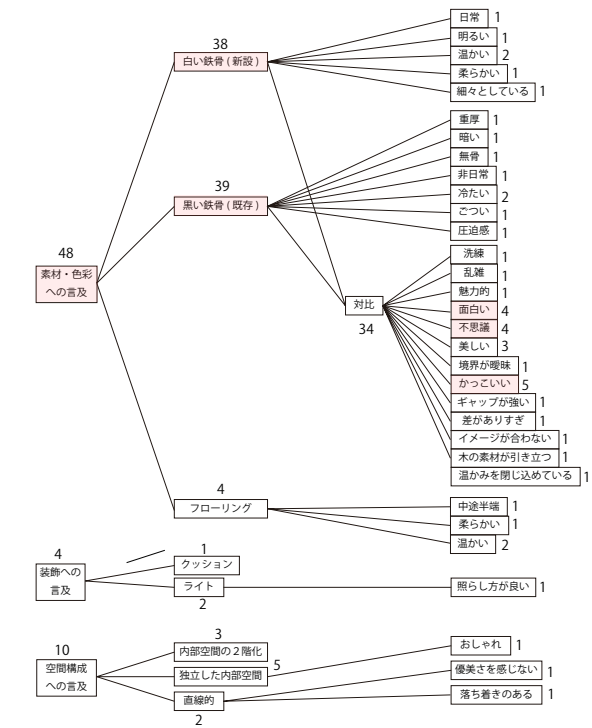 48
素材・色彩
への言及
38
白い鉄骨 ( 新設 )
日常 1
明るい 1
温かい 2
柔らかい 1
細々としている 1
39
黒い鉄骨 ( 既存 )
重厚 1
暗い 1
無骨 1
非日常 1
冷たい 2
ごつい 1
圧迫感 1
対比
34
洗練 1
乱雑 1
魅力的 1
面白い 4
不思議 4
美しい 3
境界が曖昧 1
かっこいい 5
ギャップが強い 1
差がありすぎ 1
イメージが合わない 1
木の素材が引き立つ 1
温かみを閉じ込めている 1
4
フローリング
中途半端 1
柔らかい 1
温かい 2
4
装飾への
言及
1
クッション
ライト
2
照らし方が良い 1
10
空間構成
への言及
3
内部空間の２階化
独立した内部空間 5
おしゃれ 1
直線的
2
優美さを感じない 1
落ち着きのある 1